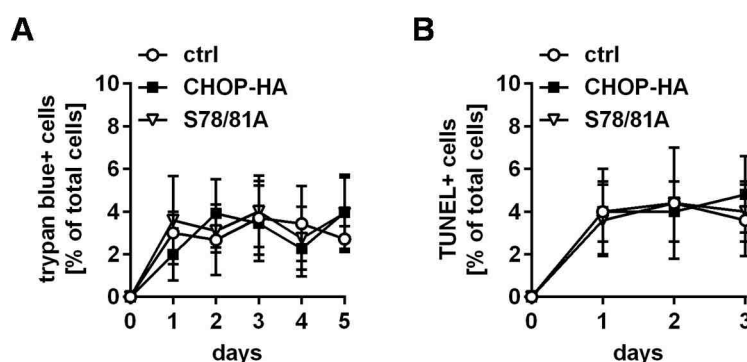 A
ctrl
CHOP-HA
S78/81A
trypan blue+ cells
[% of total cells]
10
8
6
4
2
0
0 1 2 3 4 5
days
B
ctrl
CHOP-HA
S78/81A
TUNEL+ cells
[% of total cells]
10
8
6
4
2
0
0 1 2 3
days